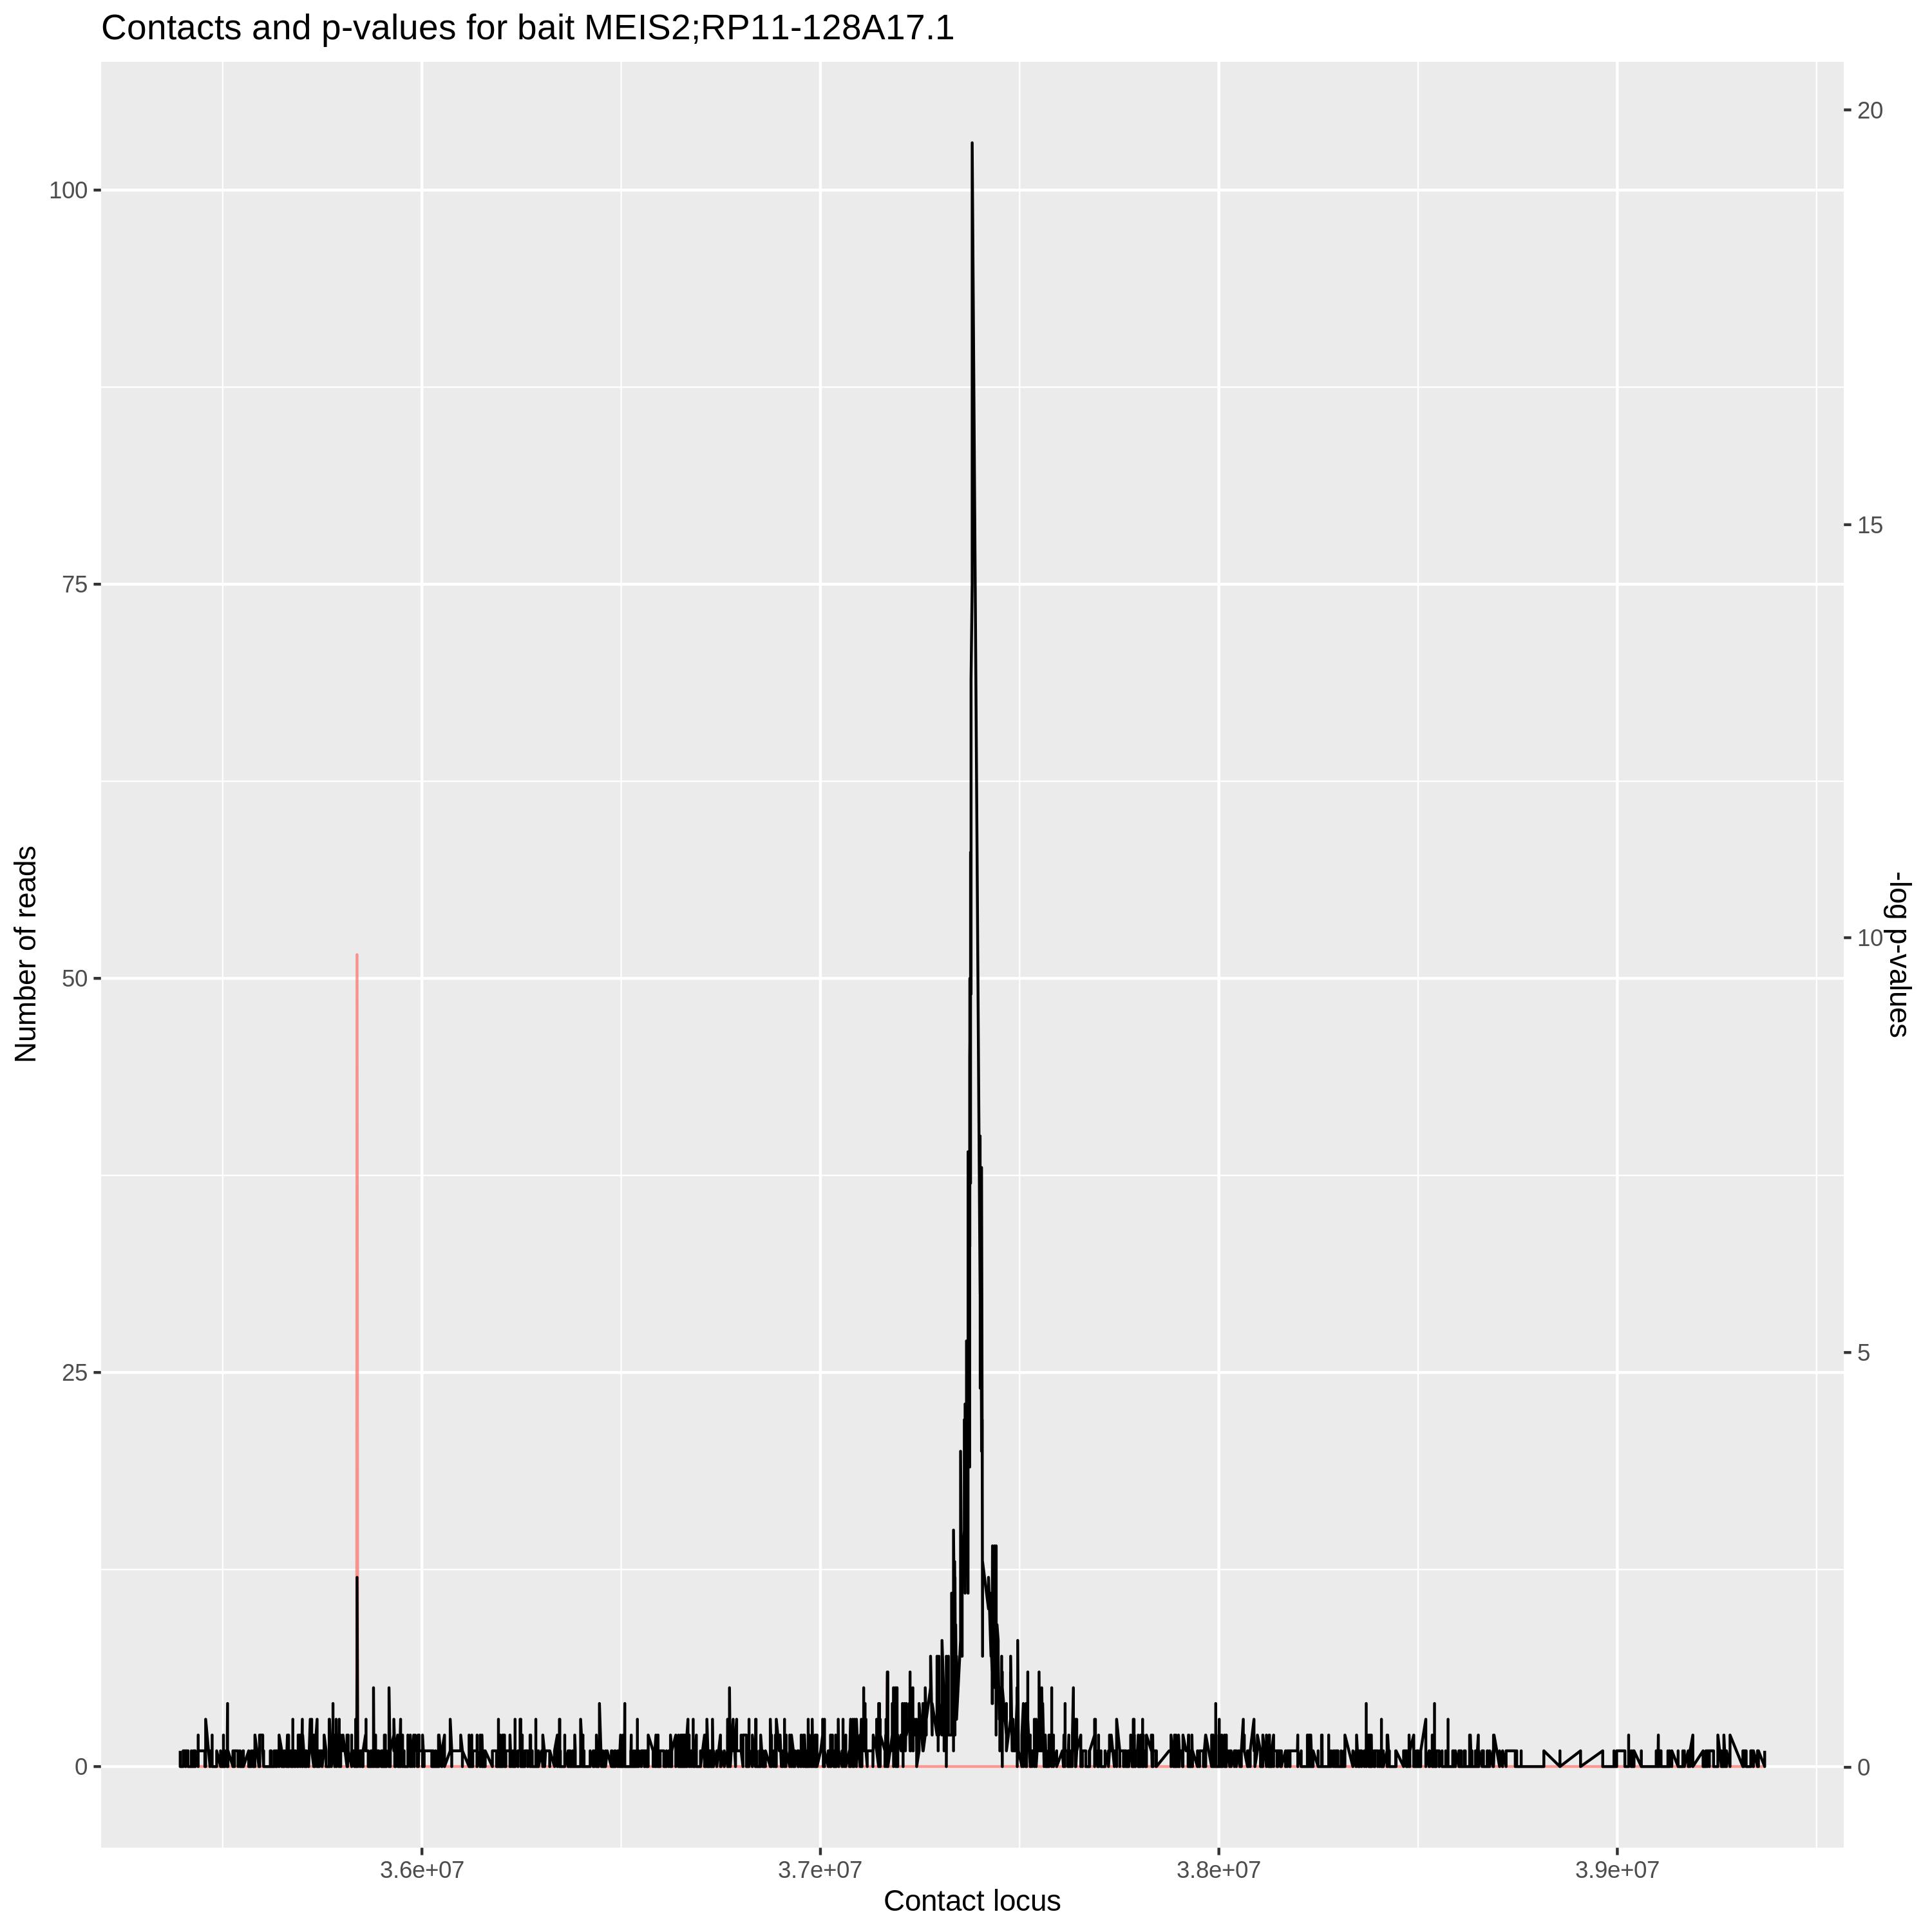 Contacts and p-values for bait MEIS2;RP11-128A17.1
Number of reads
100
75
50
25
0
20
15
10
5
0
-log p-values
3.6e+07 3.7e+07 3.8e+07 3.9e+07
Contact locus